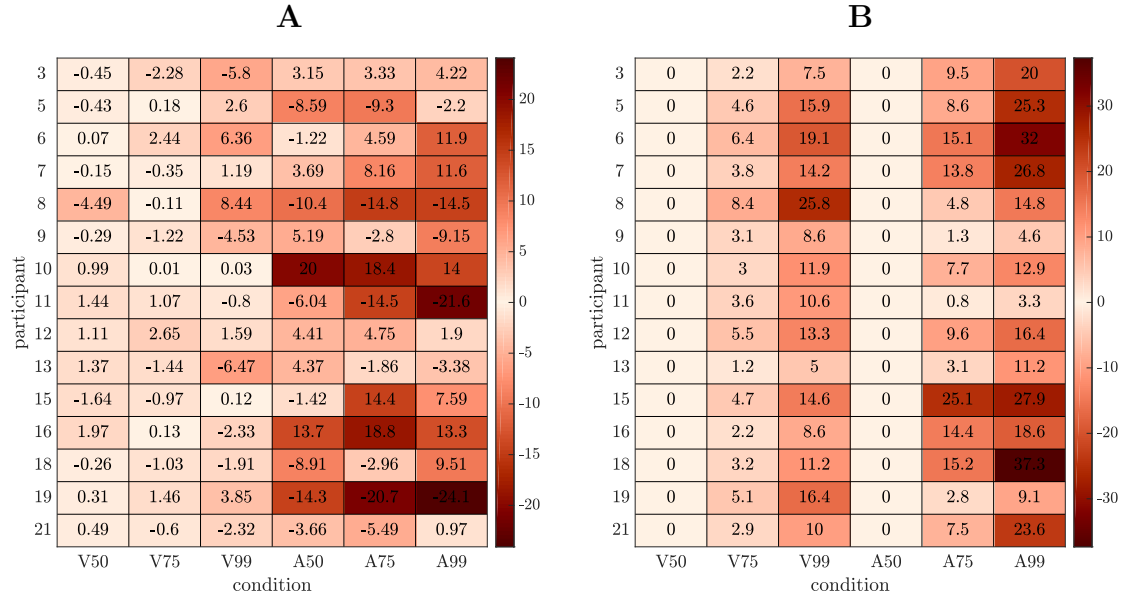 A
3 -0.45 -2.28 -5.8 3.15 3.33 4.22
5 -0.43 0.18 2.6 -8.59 -9.3 -2.2
6 0.07 2.44 6.36 -1.22 4.59 11.9
7 -0.15 -0.35 1.19 3.69 8.16 11.6
8 -4.49 -0.11 8.44 -10.4 -14.8 -14.5
9 -0.29 -1.22 -4.53 5.19 -2.8 -9.15
10 0.99 0.01 0.03 20 18.4 14
11 1.44 1.07 -0.8 -6.04 -14.5 -21.6
12 1.11 2.65 1.59 4.41 4.75 1.9
13 1.37 -1.44 -6.47 4.37 -1.86 -3.38
15 -1.64 -0.97 0.12 -1.42 14.4 7.59
16 1.97 0.13 -2.33 13.7 18.8 13.3
18 -0.26 -1.03 -1.91 -8.91 -2.96 9.51
19 0.31 1.46 3.85 -14.3 -20.7 -24.1
21 0.49 -0.6 -2.32 -3.66 -5.49 0.97
V50 V75 V99 A50 A75 A99
condition
participant
20
15
10
5
0
-5
-10
-15
-20
B
3 0 2.2 7.5 0 9.5 20
5 0 4.6 15.9 0 8.6 25.3
6 0 6.4 19.1 0 15.1 32
7 0 3.8 14.2 0 13.8 26.8
8 0 8.4 25.8 0 4.8 14.8
9 0 3.1 8.6 0 1.3 4.6
10 0 3 11.9 0 7.7 12.9
11 0 3.6 10.6 0 0.8 3.3
12 0 5.5 13.3 0 9.6 16.4
13 0 1.2 5 0 3.1 11.2
15 0 4.7 14.6 0 25.1 27.9
16 0 2.2 8.6 0 14.4 18.6
18 0 3.2 11.2 0 15.2 37.3
19 0 5.1 16.4 0 2.8 9.1
21 0 2.9 10 0 7.5 23.6
V50 V75 V99 A50 A75 A99
condition
participant
30
20
10
0
-10
-20
-30